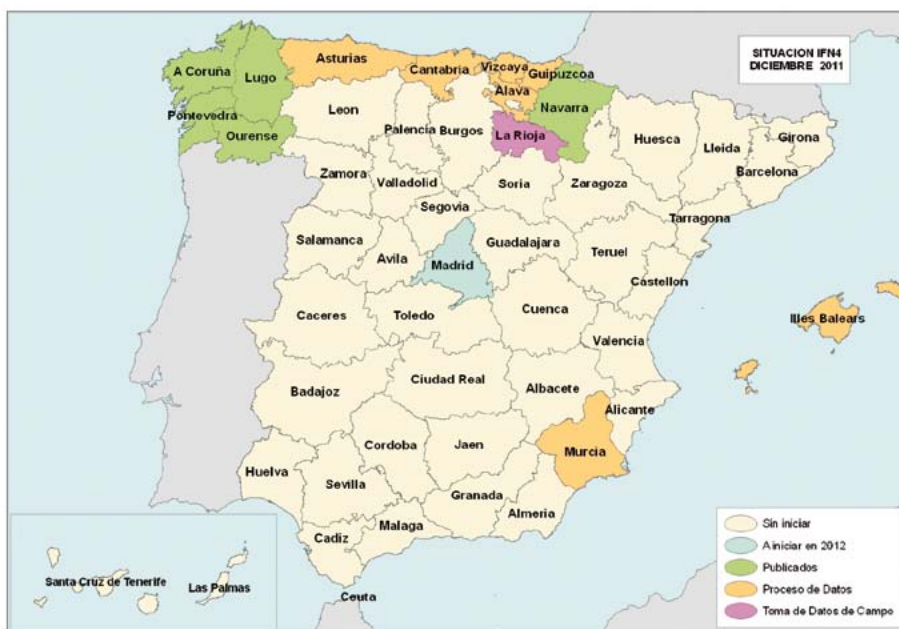 SITUACION IFN4
DICIEMBRE 2011
A Coruña
Lugo
Asturias
Cantabria
Vizcaya
Guipuzcoa
Alava
Navarra
Pontevedra
Ourense
Leon
Palencia
Burgos
La Rioja
Huesca
Lleida
Girona
Barcelona
Zamora
Valladolid
Soria
Zaragoza
Segovia
Tarragona
Salamanca
Avila
Madrid
Guadalajara
Teruel
Castellon
Caceres
Toledo
Cuenca
Valencia
Illes Balears
Badajoz
Ciudad Real
Albacete
Alicante
Murcia
Cordoba
Jaen
Huelva
Sevilla
Granada
Almeria
Malaga
Cadiz
Ceuta
Santa Cruz de Tenerife
Las Palmas
Sin iniciar
A iniciar en 2012
Publicados
Proceso de Datos
Toma de Datos de Campo